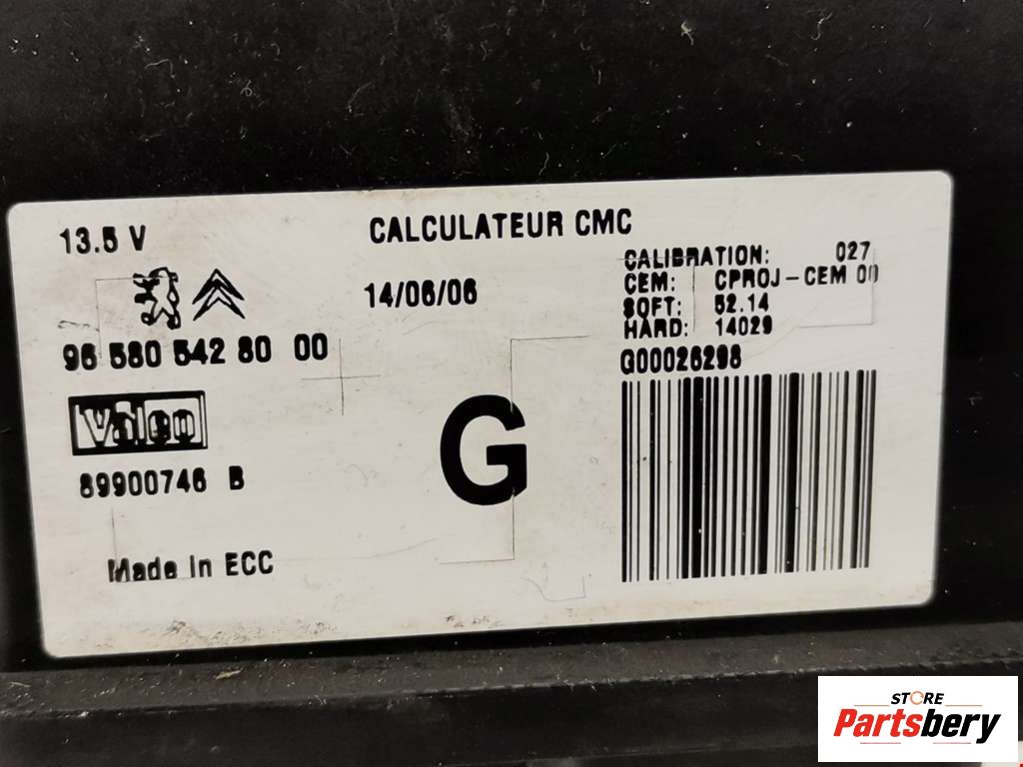 13.5 V
CALCULATEUR CMC
14/06/06
96 580 542 80 00
Valeo
89900746 B
Made in ECC
G
CALIBRATION: 027
CEM: CPROJ-CEM 00
SOFT: 52.14
HARD: 14029
G00026298
STORE
Partsbery